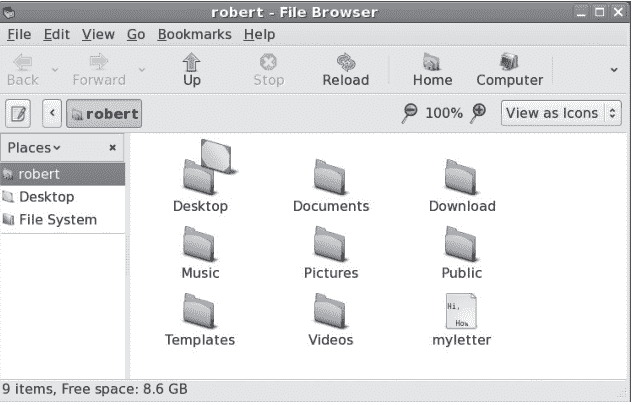 robert - File Browser
File Edit View Go Bookmarks Help
Back Forward Up Stop Reload Home Computer
robert 100% View as Icons
Places
robert
Desktop
File System
Desktop Documents Download
Music Pictures Public
Hi,
How
Templates Videos myletter
9 items, Free space: 8.6 GB